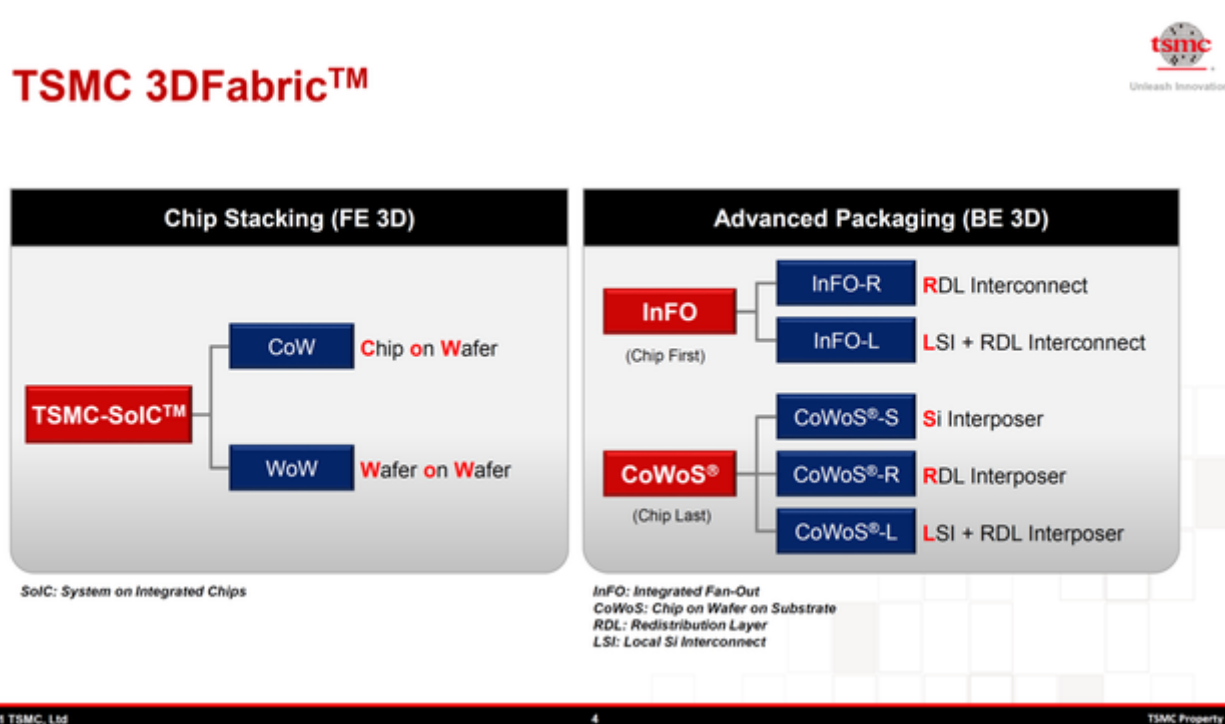 tsmc
Unleash Innovation
TSMC 3DFabric™
Chip Stacking (FE 3D)
TSMC-SoIC™
CoW
Chip on Wafer
WoW
Wafer on Wafer
SoIC: System on Integrated Chips
Advanced Packaging (BE 3D)
InFO
(Chip First)
InFO-R
RDL Interconnect
InFO-L
LSI + RDL Interconnect
CoWoS®
(Chip Last)
CoWoS®-S
Si Interposer
CoWoS®-R
RDL Interposer
CoWoS®-L
LSI + RDL Interposer
InFO: Integrated Fan-Out
CoWoS: Chip on Wafer on Substrate
RDL: Redistribution Layer
LSI: Local Si Interconnect
TSMC, Ltd
4
TSMC Property